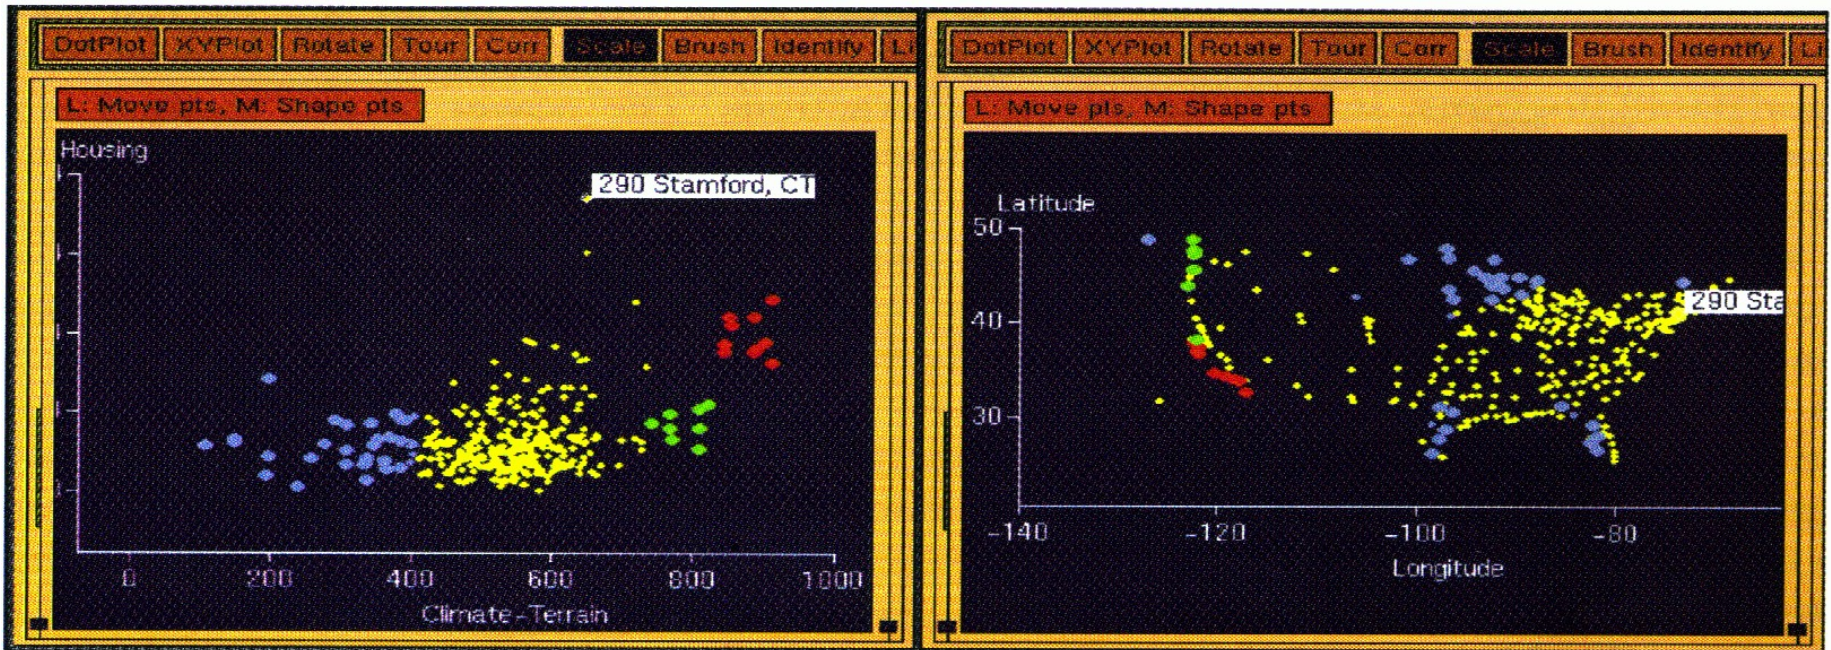 DotPlot XYPlot Rotate Tour Corr Scale Brush Identify Li
L: Move pts, M: Shape pts
Housing
290 Stamford, CT
0 200 400 600 800 1000
Climate-Terrain
DotPlot XYPlot Rotate Tour Corr Scale Brush Identify Li
L: Move pts, M: Shape pts
Latitude
50
290 Sta
40
30
-140 -120 -100 -80
Longitude